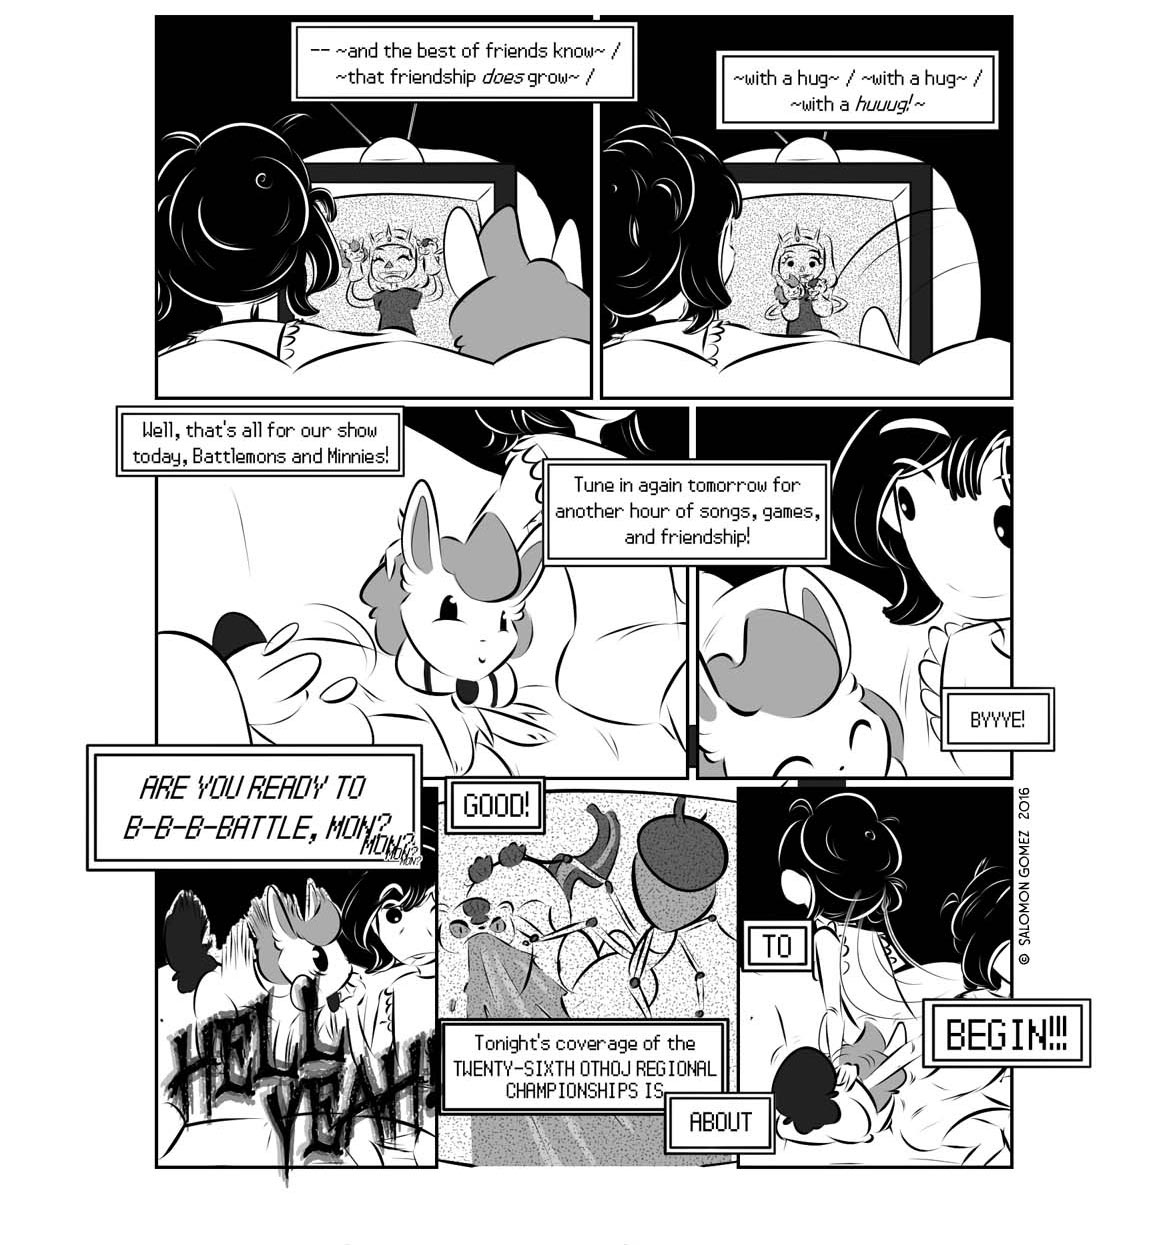 -- ~and the best of friends know~ /
~that friendship does grow~ /
~with a hug~ / ~with a hug~ /
~with a huuug!~
Well, that's all for our show
today, Battlemons and Minnies!
Tune in again tomorrow for
another hour of songs, games,
and friendship!
BYYYE!
ARE YOU READY TO
B-B-B-BATTLE, MON?
MON?
MON?
MON?
HELL
YEAH!
GOOD!
Tonight's coverage of the
TWENTY-SIXTH OTHOJ REGIONAL
CHAMPIONSHIPS IS
ABOUT
TO
BEGIN!!!
© SALOMON GOMEZ 2016